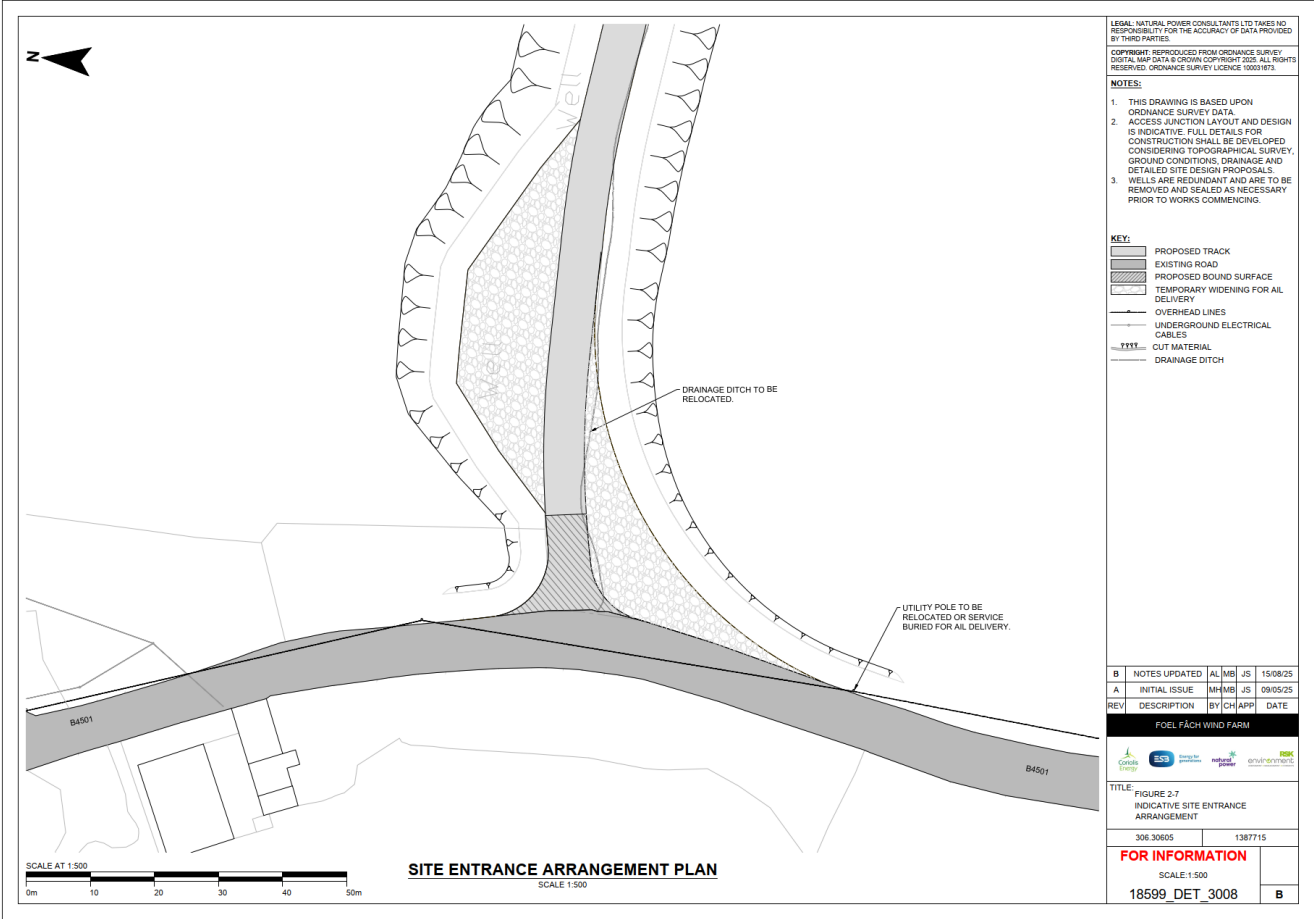 N
Well
Well
DRAINAGE DITCH TO BE
RELOCATED.
UTILITY POLE TO BE
RELOCATED OR SERVICE
BURIED FOR AIL DELIVERY.
B4501
B4501
SCALE AT 1:500
0m 10 20 30 40 50m
SITE ENTRANCE ARRANGEMENT PLAN
SCALE 1:500
LEGAL: NATURAL POWER CONSULTANTS LTD TAKES NO
RESPONSIBILITY FOR THE ACCURACY OF DATA PROVIDED
BY THIRD PARTIES.
COPYRIGHT: REPRODUCED FROM ORDNANCE SURVEY
DIGITAL MAP DATA © CROWN COPYRIGHT 2025. ALL RIGHTS
RESERVED. ORDNANCE SURVEY LICENCE 100031673.
NOTES:
1. THIS DRAWING IS BASED UPON
ORDNANCE SURVEY DATA.
2. ACCESS JUNCTION LAYOUT AND DESIGN
IS INDICATIVE. FULL DETAILS FOR
CONSTRUCTION SHALL BE DEVELOPED
CONSIDERING TOPOGRAPHICAL SURVEY,
GROUND CONDITIONS, DRAINAGE AND
DETAILED SITE DESIGN PROPOSALS.
3. WELLS ARE REDUNDANT AND ARE TO BE
REMOVED AND SEALED AS NECESSARY
PRIOR TO WORKS COMMENCING.
KEY:
PROPOSED TRACK
EXISTING ROAD
PROPOSED BOUND SURFACE
TEMPORARY WIDENING FOR AIL
DELIVERY
OVERHEAD LINES
UNDERGROUND ELECTRICAL
CABLES
CUT MATERIAL
DRAINAGE DITCH
B NOTES UPDATED AL MB JS 15/08/25
A INITIAL ISSUE MH MB JS 09/05/25
REV DESCRIPTION BY CH APP DATE
FOEL FÂCH WIND FARM
Coriolis
Energy
ESB
Energy for
generations
natural
power
RSK
environment
TITLE:
FIGURE 2-7
INDICATIVE SITE ENTRANCE
ARRANGEMENT
306.30605 1387715
FOR INFORMATION
SCALE:1:500
18599_DET_3008 B